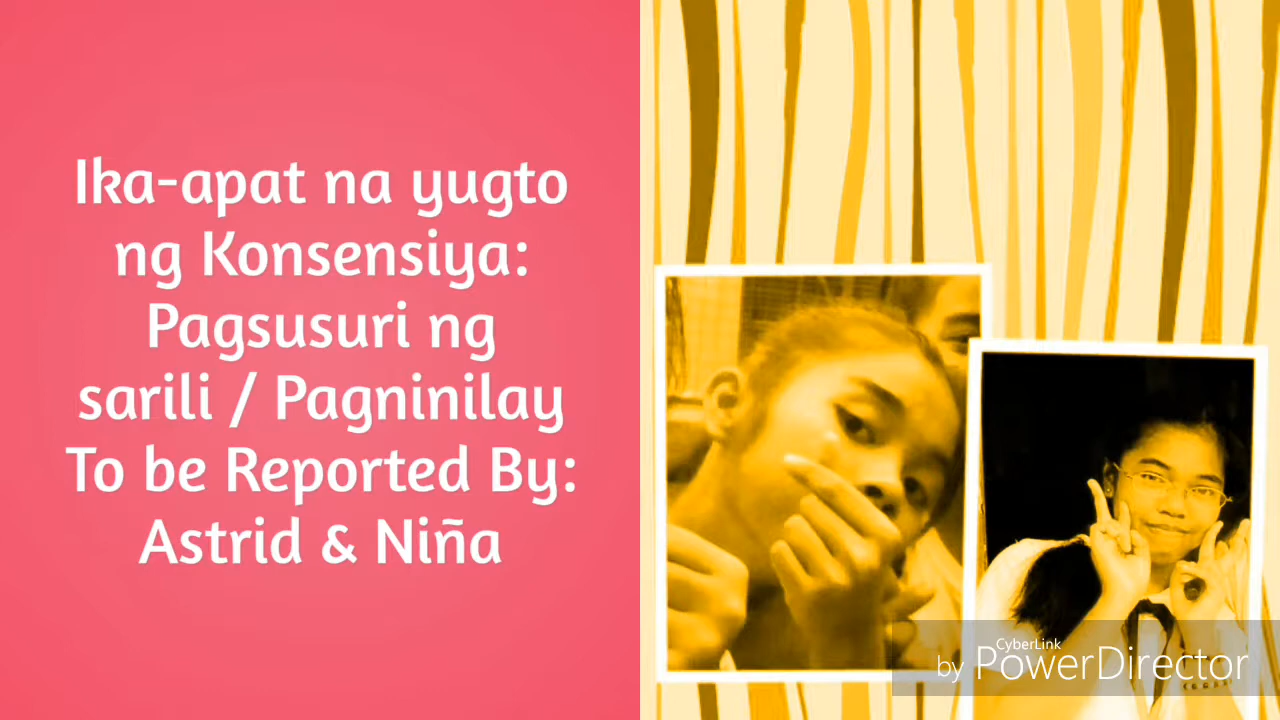 Ika-apat na yugto
ng Konsensiya:
Pagsusuri ng
sarili / Pagninilay
To be Reported By:
Astrid & Niña
CyberLink
by PowerDirector